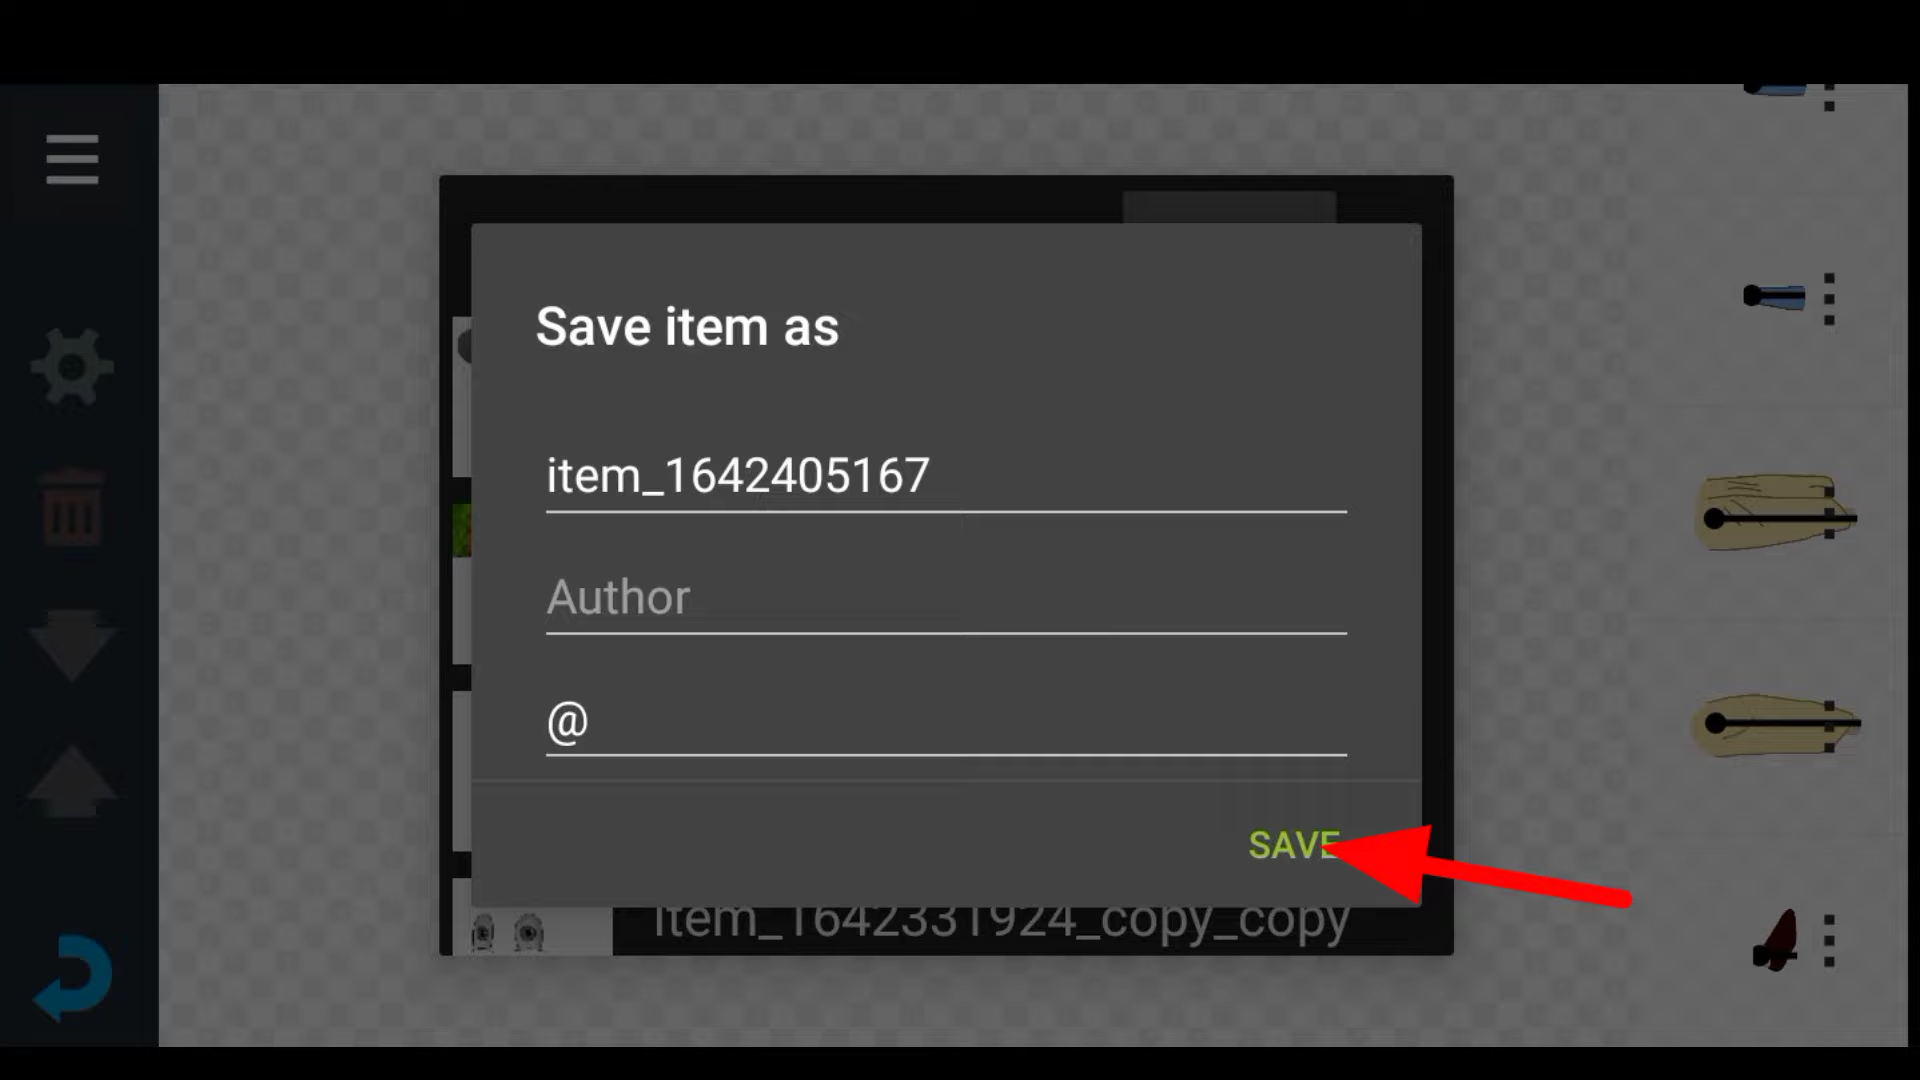 Save item as
item_1642405167
Author
@
SAVE
Item_1642331924_copy_copy